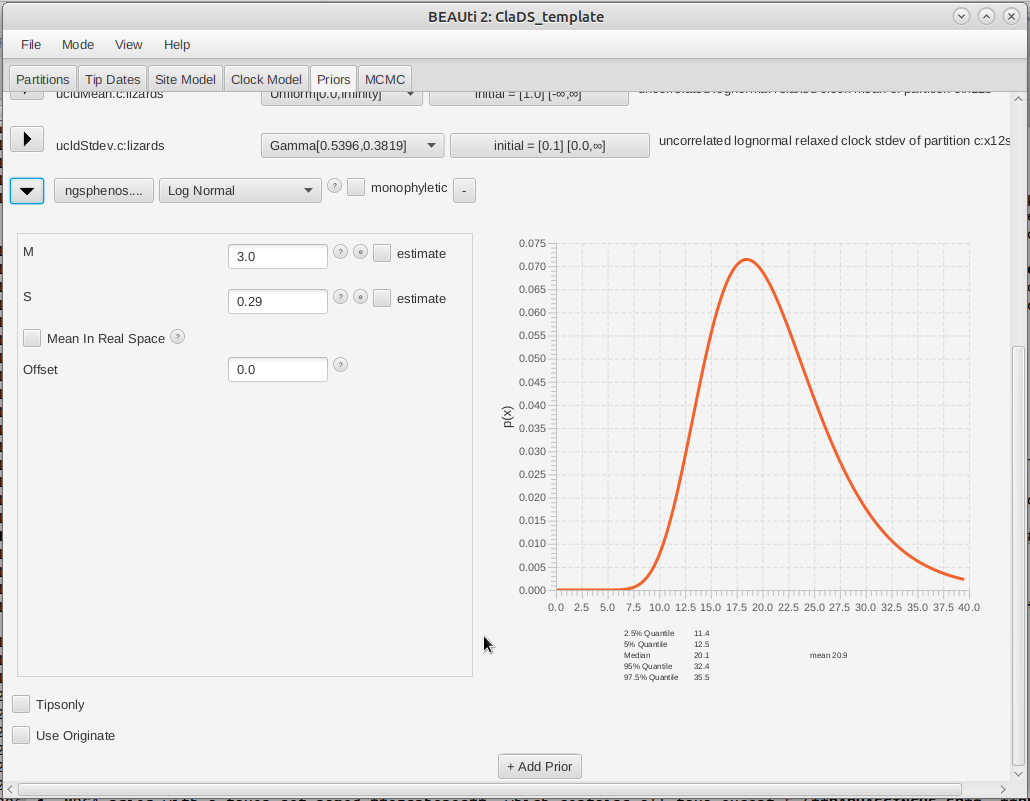 BEAUti 2: ClaDS_template
File Mode View Help
Partitions Tip Dates Site Model Clock Model Priors MCMC
ucldMean.c:lizards Uniform[0.0,Infinity] initial = [1.0] [-∞,∞] uncorrelated lognormal relaxed clock mean of partition c:x12s
ucldStdev.c:lizards Gamma[0.5396,0.3819] initial = [0.1] [0.0,∞] uncorrelated lognormal relaxed clock stdev of partition c:x12s
ngsphenos.... Log Normal ? monophyletic -
M 3.0 ? e estimate
S 0.29 ? e estimate
Mean In Real Space ?
Offset 0.0 ?
p(x)
0.075
0.070
0.065
0.060
0.055
0.050
0.045
0.040
0.035
0.030
0.025
0.020
0.015
0.010
0.005
0.000
0.0 2.5 5.0 7.5 10.0 12.5 15.0 17.5 20.0 22.5 25.0 27.5 30.0 32.5 35.0 37.5 40.0
2.5% Quantile 11.4
5% Quantile 12.5
Median 20.1 mean 20.9
95% Quantile 32.4
97.5% Quantile 35.5
Tipsonly
Use Originate
+ Add Prior